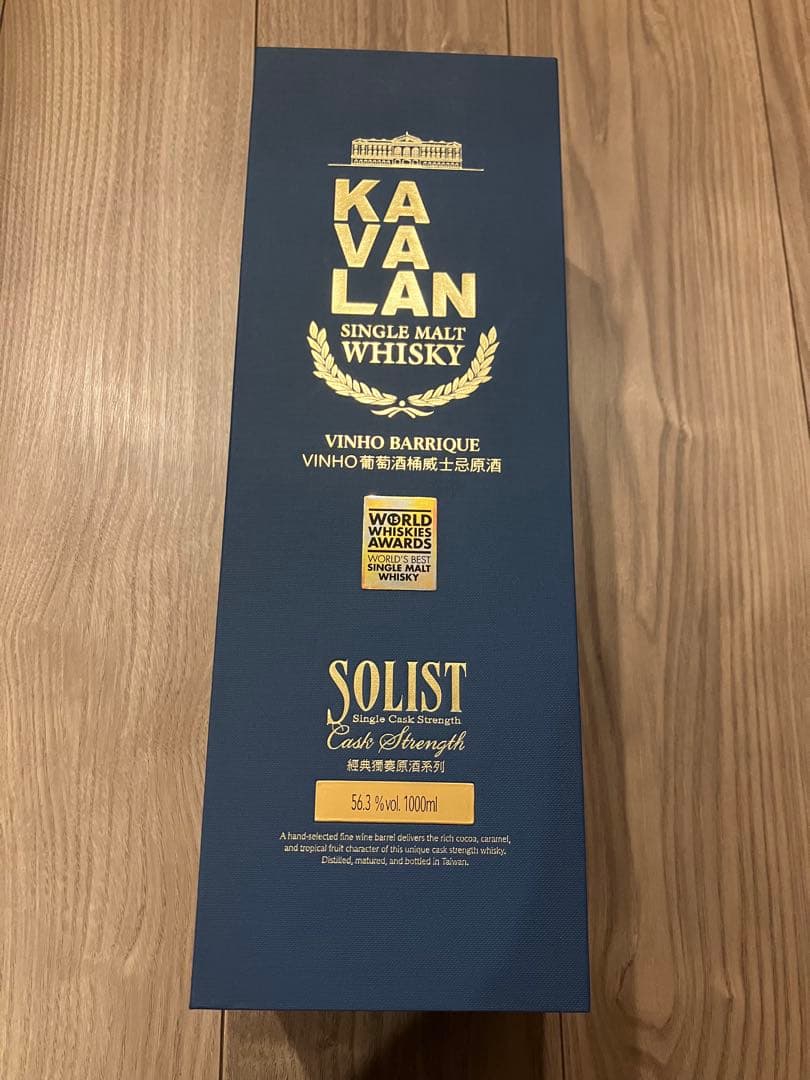 KA
VA
LAN
SINGLE MALT
WHISKY
VINHO BARRIQUE
VINHO葡萄酒桶威士忌原酒
WORLD
WHISKIES
AWARDS
WORLD'S BEST
SINGLE MALT
WHISKY
SOLIST
Single Cask Strength
Cask Strength
經典獨奏原酒系列
56.3 %vol. 1000ml
A hand-selected fine wine barrel delivers the rich cocoa, caramel,
and tropical fruit character of this unique cask strength whisky.
Distilled, matured, and bottled in Taiwan.